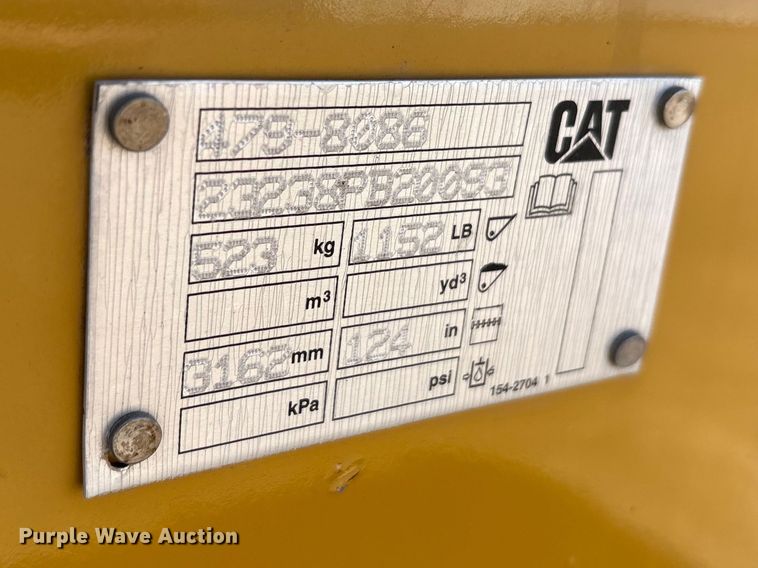 479-8086
CAT
23238PB20093
523 kg 1152 LB
m³ yd³
3162 mm 124 in
kPa psi
154-2704 1
Purple Wave Auction